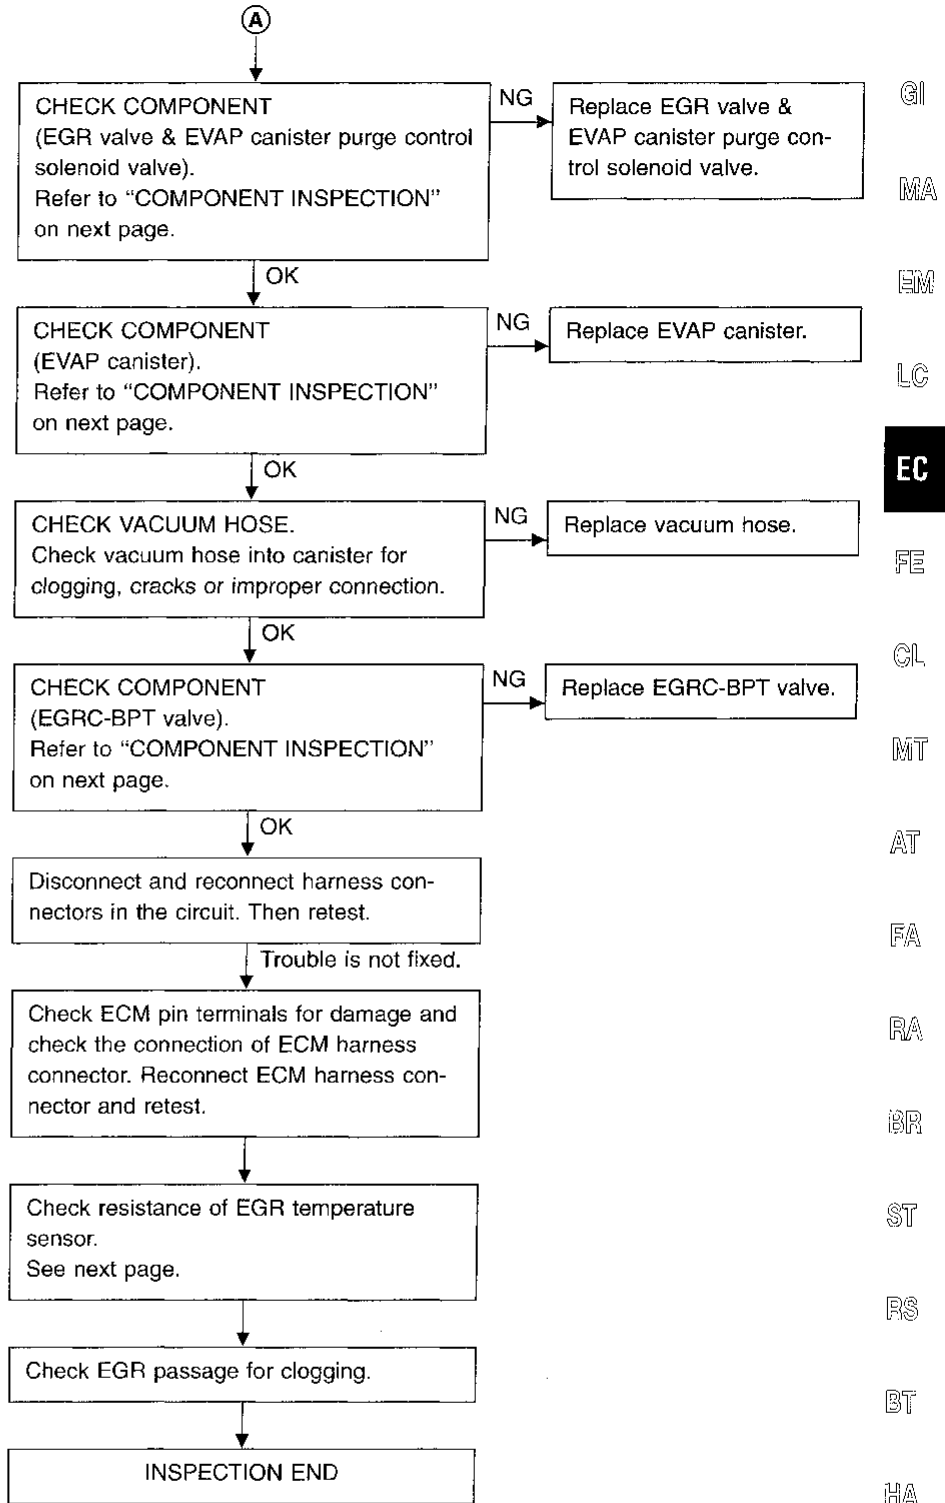 A
CHECK COMPONENT
(EGR valve & EVAP canister purge control
solenoid valve).
Refer to “COMPONENT INSPECTION”
on next page.
NG
Replace EGR valve &
EVAP canister purge con-
trol solenoid valve.
OK
CHECK COMPONENT
(EVAP canister).
Refer to “COMPONENT INSPECTION”
on next page.
NG
Replace EVAP canister.
OK
CHECK VACUUM HOSE.
Check vacuum hose into canister for
clogging, cracks or improper connection.
NG
Replace vacuum hose.
OK
CHECK COMPONENT
(EGRC-BPT valve).
Refer to “COMPONENT INSPECTION”
on next page.
NG
Replace EGRC-BPT valve.
OK
Disconnect and reconnect harness con-
nectors in the circuit. Then retest.
Trouble is not fixed.
Check ECM pin terminals for damage and
check the connection of ECM harness
connector. Reconnect ECM harness con-
nector and retest.
Check resistance of EGR temperature
sensor.
See next page.
Check EGR passage for clogging.
INSPECTION END
GI
MA
EM
LC
EC
FE
CL
MT
AT
FA
RA
BR
ST
RS
BT
HA